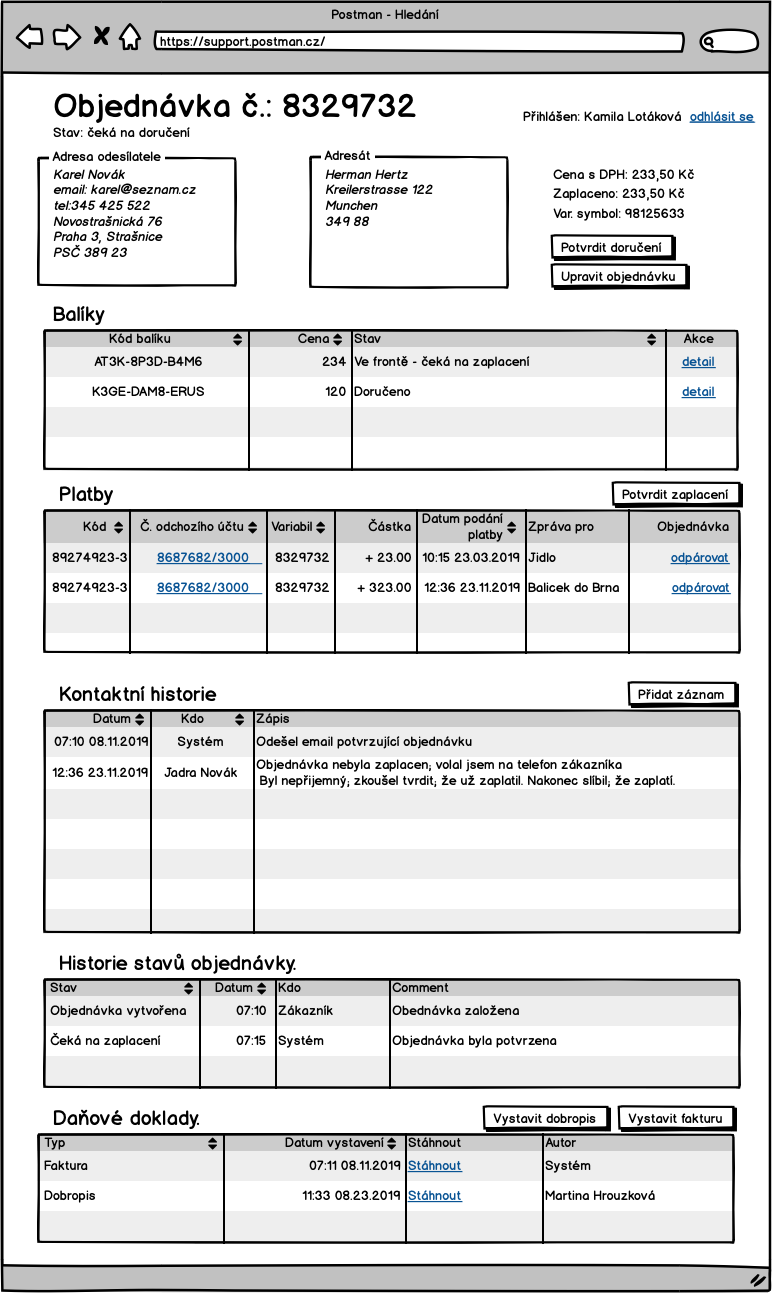 Postman - Hledání
https://support.postman.cz/
Objednávka č.: 8329732
Přihlášen: Kamila Lotáková odhlásit se
Stav: čeká na doručení
Adresa odesílatele
Karel Novák
email: karel@seznam.cz
tel:345 425 522
Novostrašnická 76
Praha 3, Strašnice
PSČ 389 23
Adresát
Herman Hertz
Kreilerstrasse 122
Munchen
349 88
Cena s DPH: 233,50 Kč
Zaplaceno: 233,50 Kč
Var. symbol: 98125633
Potvrdit doručení
Upravit objednávku
Balíky
Kód balíku Cena Stav Akce
AT3K-8P3D-B4M6 234 Ve frontě - čeká na zaplacení detail
K3GE-DAM8-ERUS 120 Doručeno detail
Platby
Potvrdit zaplacení
Kód Č. odchozího účtu Variabil Částka Datum podání platby Zpráva pro Objednávka
89274923-3 8687682/3000 8329732 + 23.00 10:15 23.03.2019 Jidlo odpárovat
89274923-3 8687682/3000 8329732 + 323.00 12:36 23.11.2019 Balicek do Brna odpárovat
Kontaktní historie
Přidat záznam
Datum Kdo Zápis
07:10 08.11.2019 Systém Odešel email potvrzující objednávku
12:36 23.11.2019 Jadra Novák Objednávka nebyla zaplacen; volal jsem na telefon zákazníka
Byl nepřijemný; zkoušel tvrdit; že už zaplatil. Nakonec slíbil; že zaplatí.
Historie stavů objednávky.
Stav Datum Kdo Comment
Objednávka vytvořena 07:10 Zákazník Obednávka založena
Čeká na zaplacení 07:15 Systém Objednávka byla potvrzena
Daňové doklady.
Vystavit dobropis
Vystavit fakturu
Typ Datum vystavení Stáhnout Autor
Faktura 07:11 08.11.2019 Stáhnout Systém
Dobropis 11:33 08.23.2019 Stáhnout Martina Hrouzková